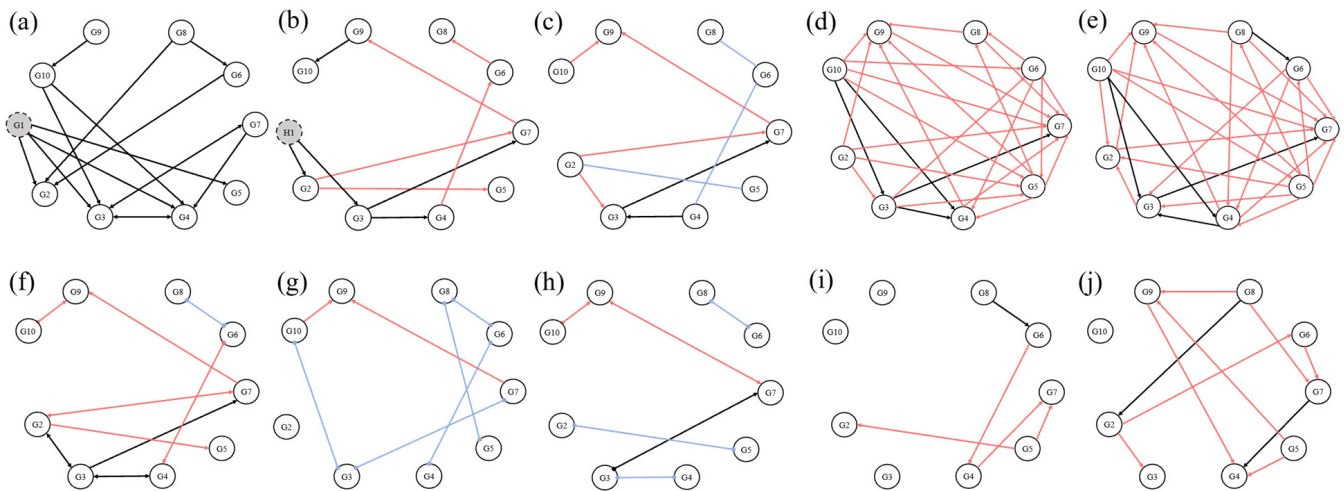 (a) G9 G8 (b) G9 G8 (c) G9 G8 (d) G9 G8 (e) G9 G8
G10 G6 G10 G6 G10 G6 G10 G6 G10 G6
G1 G7 H1 G7 G7 G7 G7
G2 G5 G2 G5 G2 G5 G2 G5 G2 G5
G3 G4 G3 G4 G3 G4 G3 G4 G3 G4
(f) G9 G8 (g) G9 G8 (h) G9 G8 (i) G9 G8 (j) G9 G8
G10 G6 G10 G6 G10 G6 G10 G6 G10 G6
G7 G7 G7 G7 G7
G2 G5 G2 G5 G2 G5 G2 G5 G2 G5
G3 G4 G3 G4 G3 G4 G3 G4 G3 G4